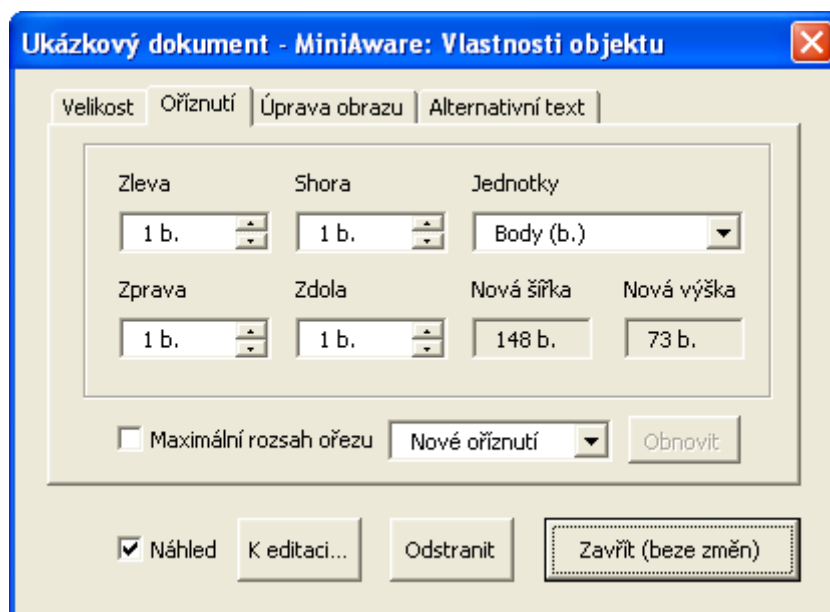 Ukázkový dokument - MiniAware: Vlastnosti objektu
Velikost Oříznutí Úprava obrazu Alternativní text
Zleva Shora Jednotky
1 b. 1 b. Body (b.)
Zprava Zdola Nová šířka Nová výška
1 b. 1 b. 148 b. 73 b.
Maximální rozsah ořezu Nové oříznutí Obnovit
Náhled K editaci... Odstranit Zavřít (beze změn)